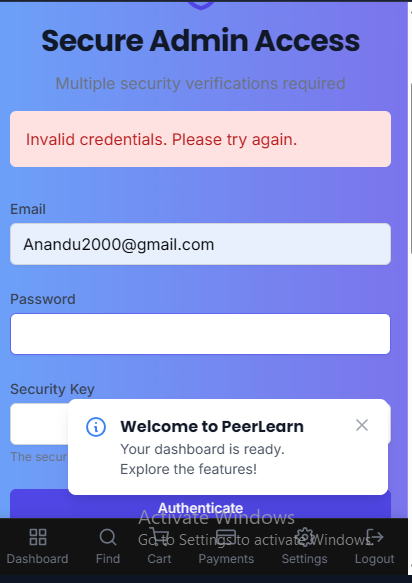 Secure Admin Access
Multiple security verifications required
Invalid credentials. Please try again.
Email
Anandu2000@gmail.com
Password
Security Key
The secur
Welcome to PeerLearn
Your dashboard is ready.
Explore the features!
Authenticate
Activate Windows
Go to Settings to activate Windows.
Dashboard
Find
Cart
Payments
Settings
Logout